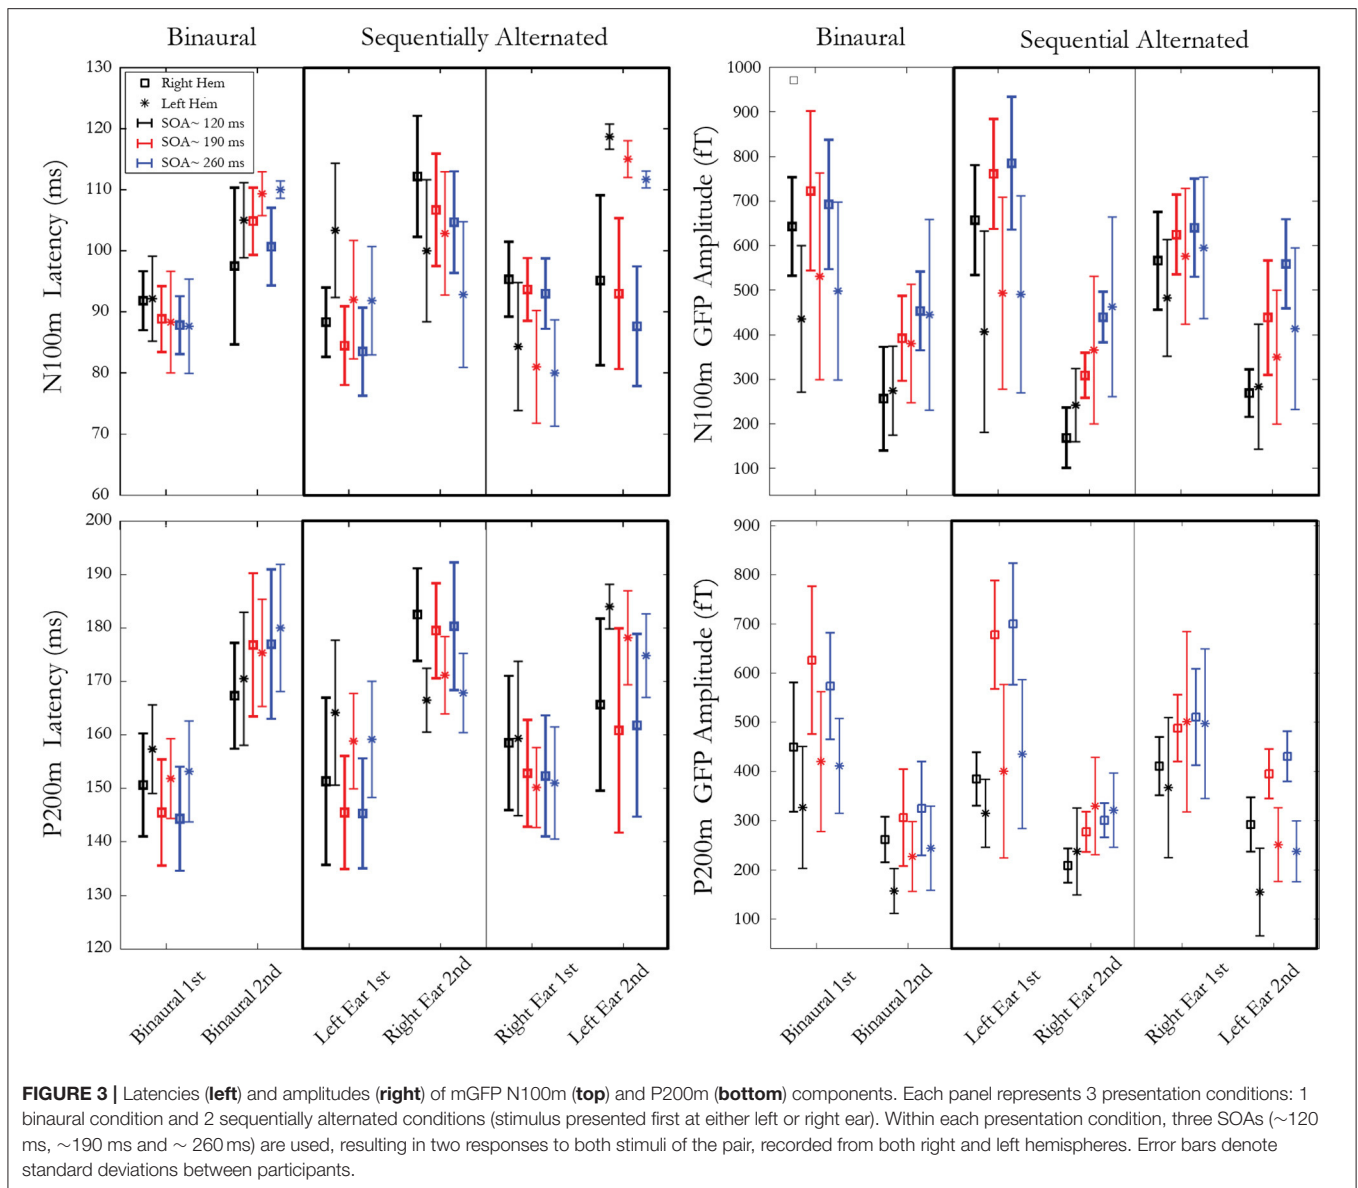 Binaural
Sequentially Alternated
N100m Latency (ms)
130
120
110
100
90
80
70
60
Right Hem
Left Hem
SOA~ 120 ms
SOA~ 190 ms
SOA~ 260 ms
Binaural
Sequential Alternated
N100m GFP Amplitude (fT)
1000
900
800
700
600
500
400
300
200
100
P200m Latency (ms)
200
190
180
170
160
150
140
130
120
Binaural 1st
Binaural 2nd
Left Ear 1st
Right Ear 2nd
Right Ear 1st
Left Ear 2nd
P200m GFP Amplitude (fT)
900
800
700
600
500
400
300
200
100
Binaural 1st
Binaural 2nd
Left Ear 1st
Right Ear 2nd
Right Ear 1st
Left Ear 2nd
FIGURE 3 | Latencies (left) and amplitudes (right) of mGFP N100m (top) and P200m (bottom) components. Each panel represents 3 presentation conditions: 1
binaural condition and 2 sequentially alternated conditions (stimulus presented first at either left or right ear). Within each presentation condition, three SOAs (~120
ms, ~190 ms and ~ 260 ms) are used, resulting in two responses to both stimuli of the pair, recorded from both right and left hemispheres. Error bars denote
standard deviations between participants.